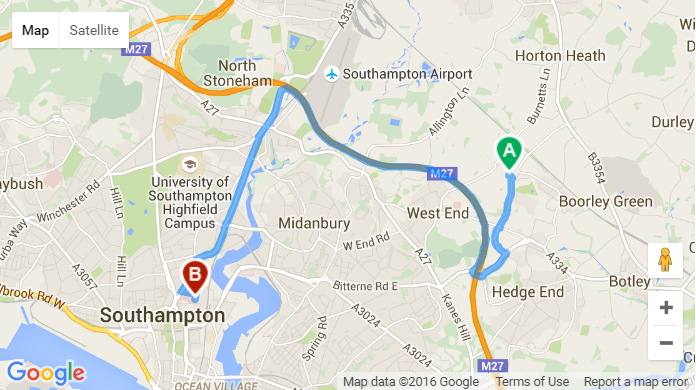 Map Satellite
A335
Horton Heath
M27
North
Stoneham
Southampton Airport
A27
Allington Ln
Burnetts Ln
Durley
A
B3354
University of
Southampton
Highfield
Campus
M27
Winchester Rd
Hill Ln
Boorley Green
West End
Midanbury
W End Rd
A27
A3057
Hill Ln
A334
B
Botley
Bitterne Rd E
Hedge End
Kanes Hill
Southampton
A3024
Spring Rd
A3024
M27
OCEAN VILLAGE
Google
Map data ©2016 Google Terms of Use Report a map error